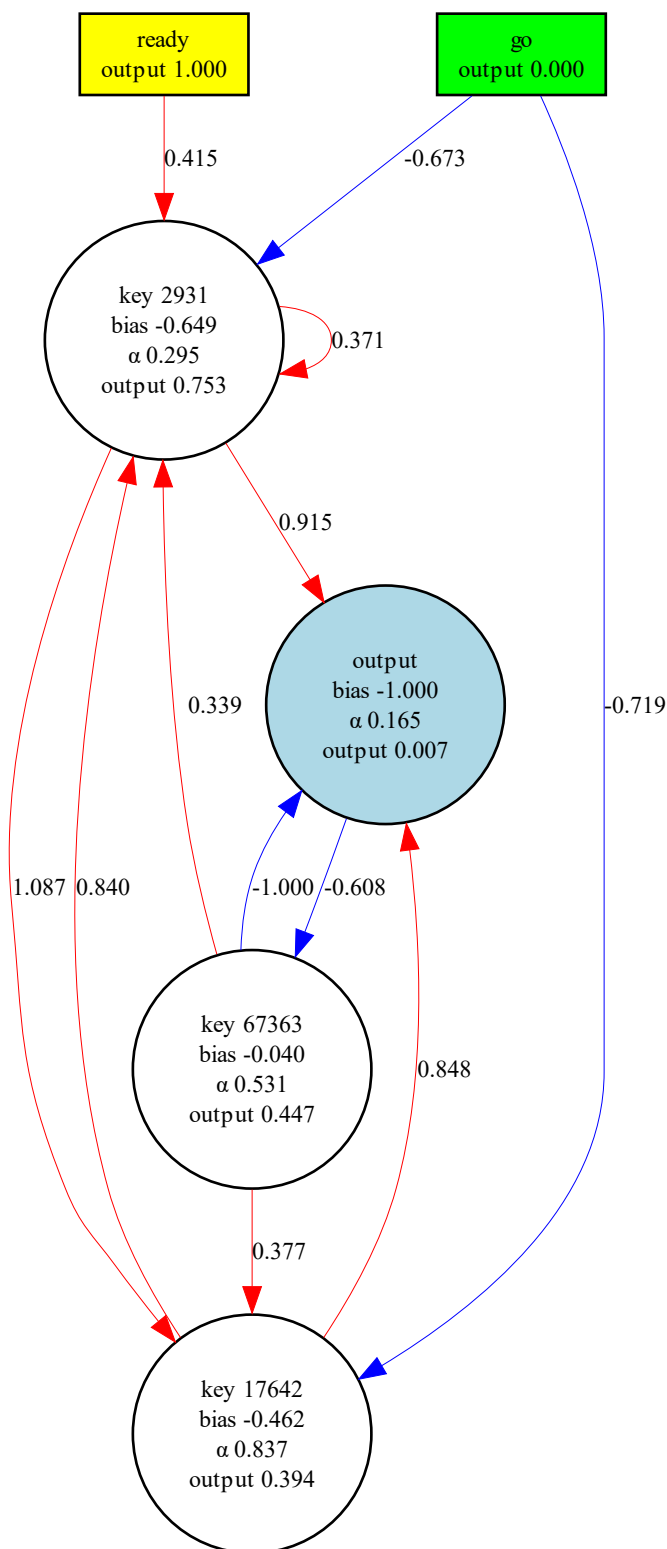 ready
output 1.000
go
output 0.000
0.415
-0.673
key 2931
bias -0.649
α 0.295
output 0.753
0.371
0.915
output
bias -1.000
α 0.165
output 0.007
0.339
-0.719
1.087
0.840
-1.000
-0.608
key 67363
bias -0.040
α 0.531
output 0.447
0.848
0.377
key 17642
bias -0.462
α 0.837
output 0.394